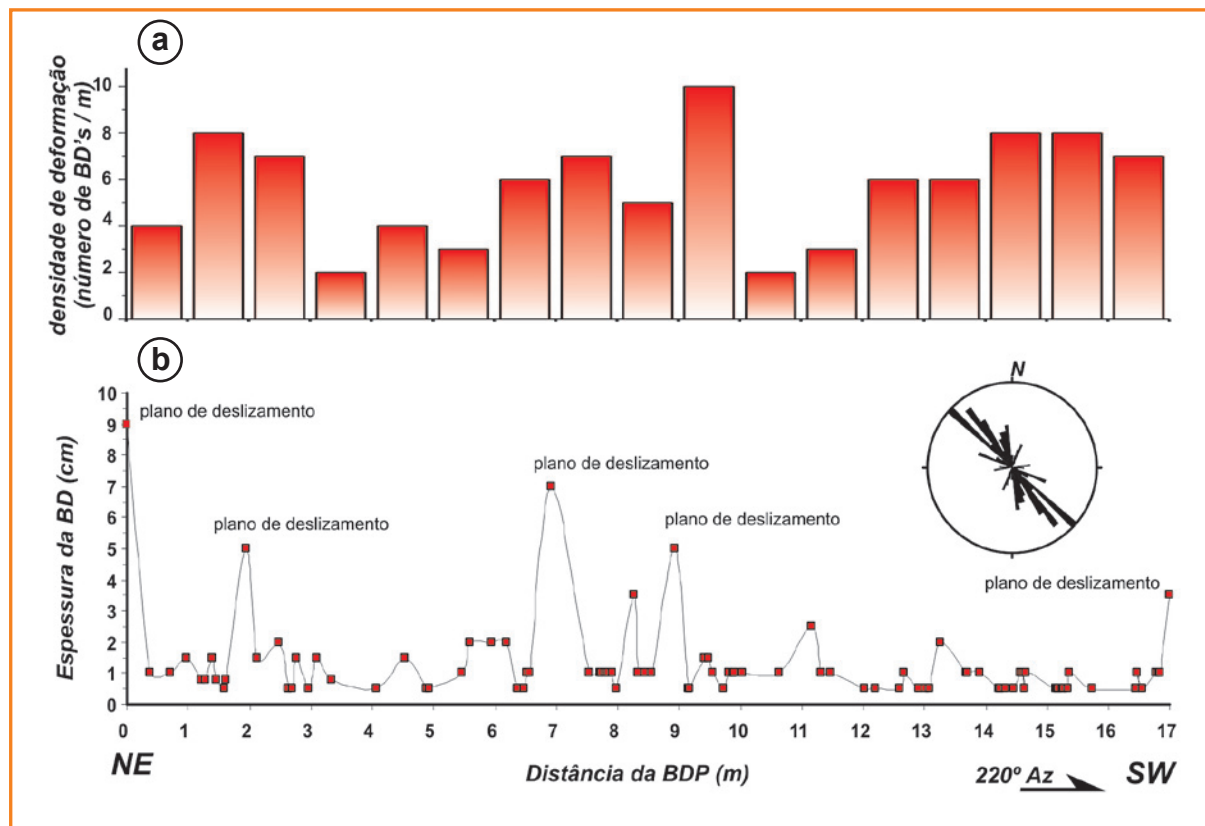 a
densidade de deformação
(número de BD's / m)
10
8
6
4
2
0
b
Espessura da BD (cm)
10
9
8
7
6
5
4
3
2
1
0
plano de deslizamento
plano de deslizamento
plano de deslizamento
plano de deslizamento
plano de deslizamento
N
0 1 2 3 4 5 6 7 8 9 10 11 12 13 14 15 16 17
NE
Distância da BDP (m)
220º Az
SW